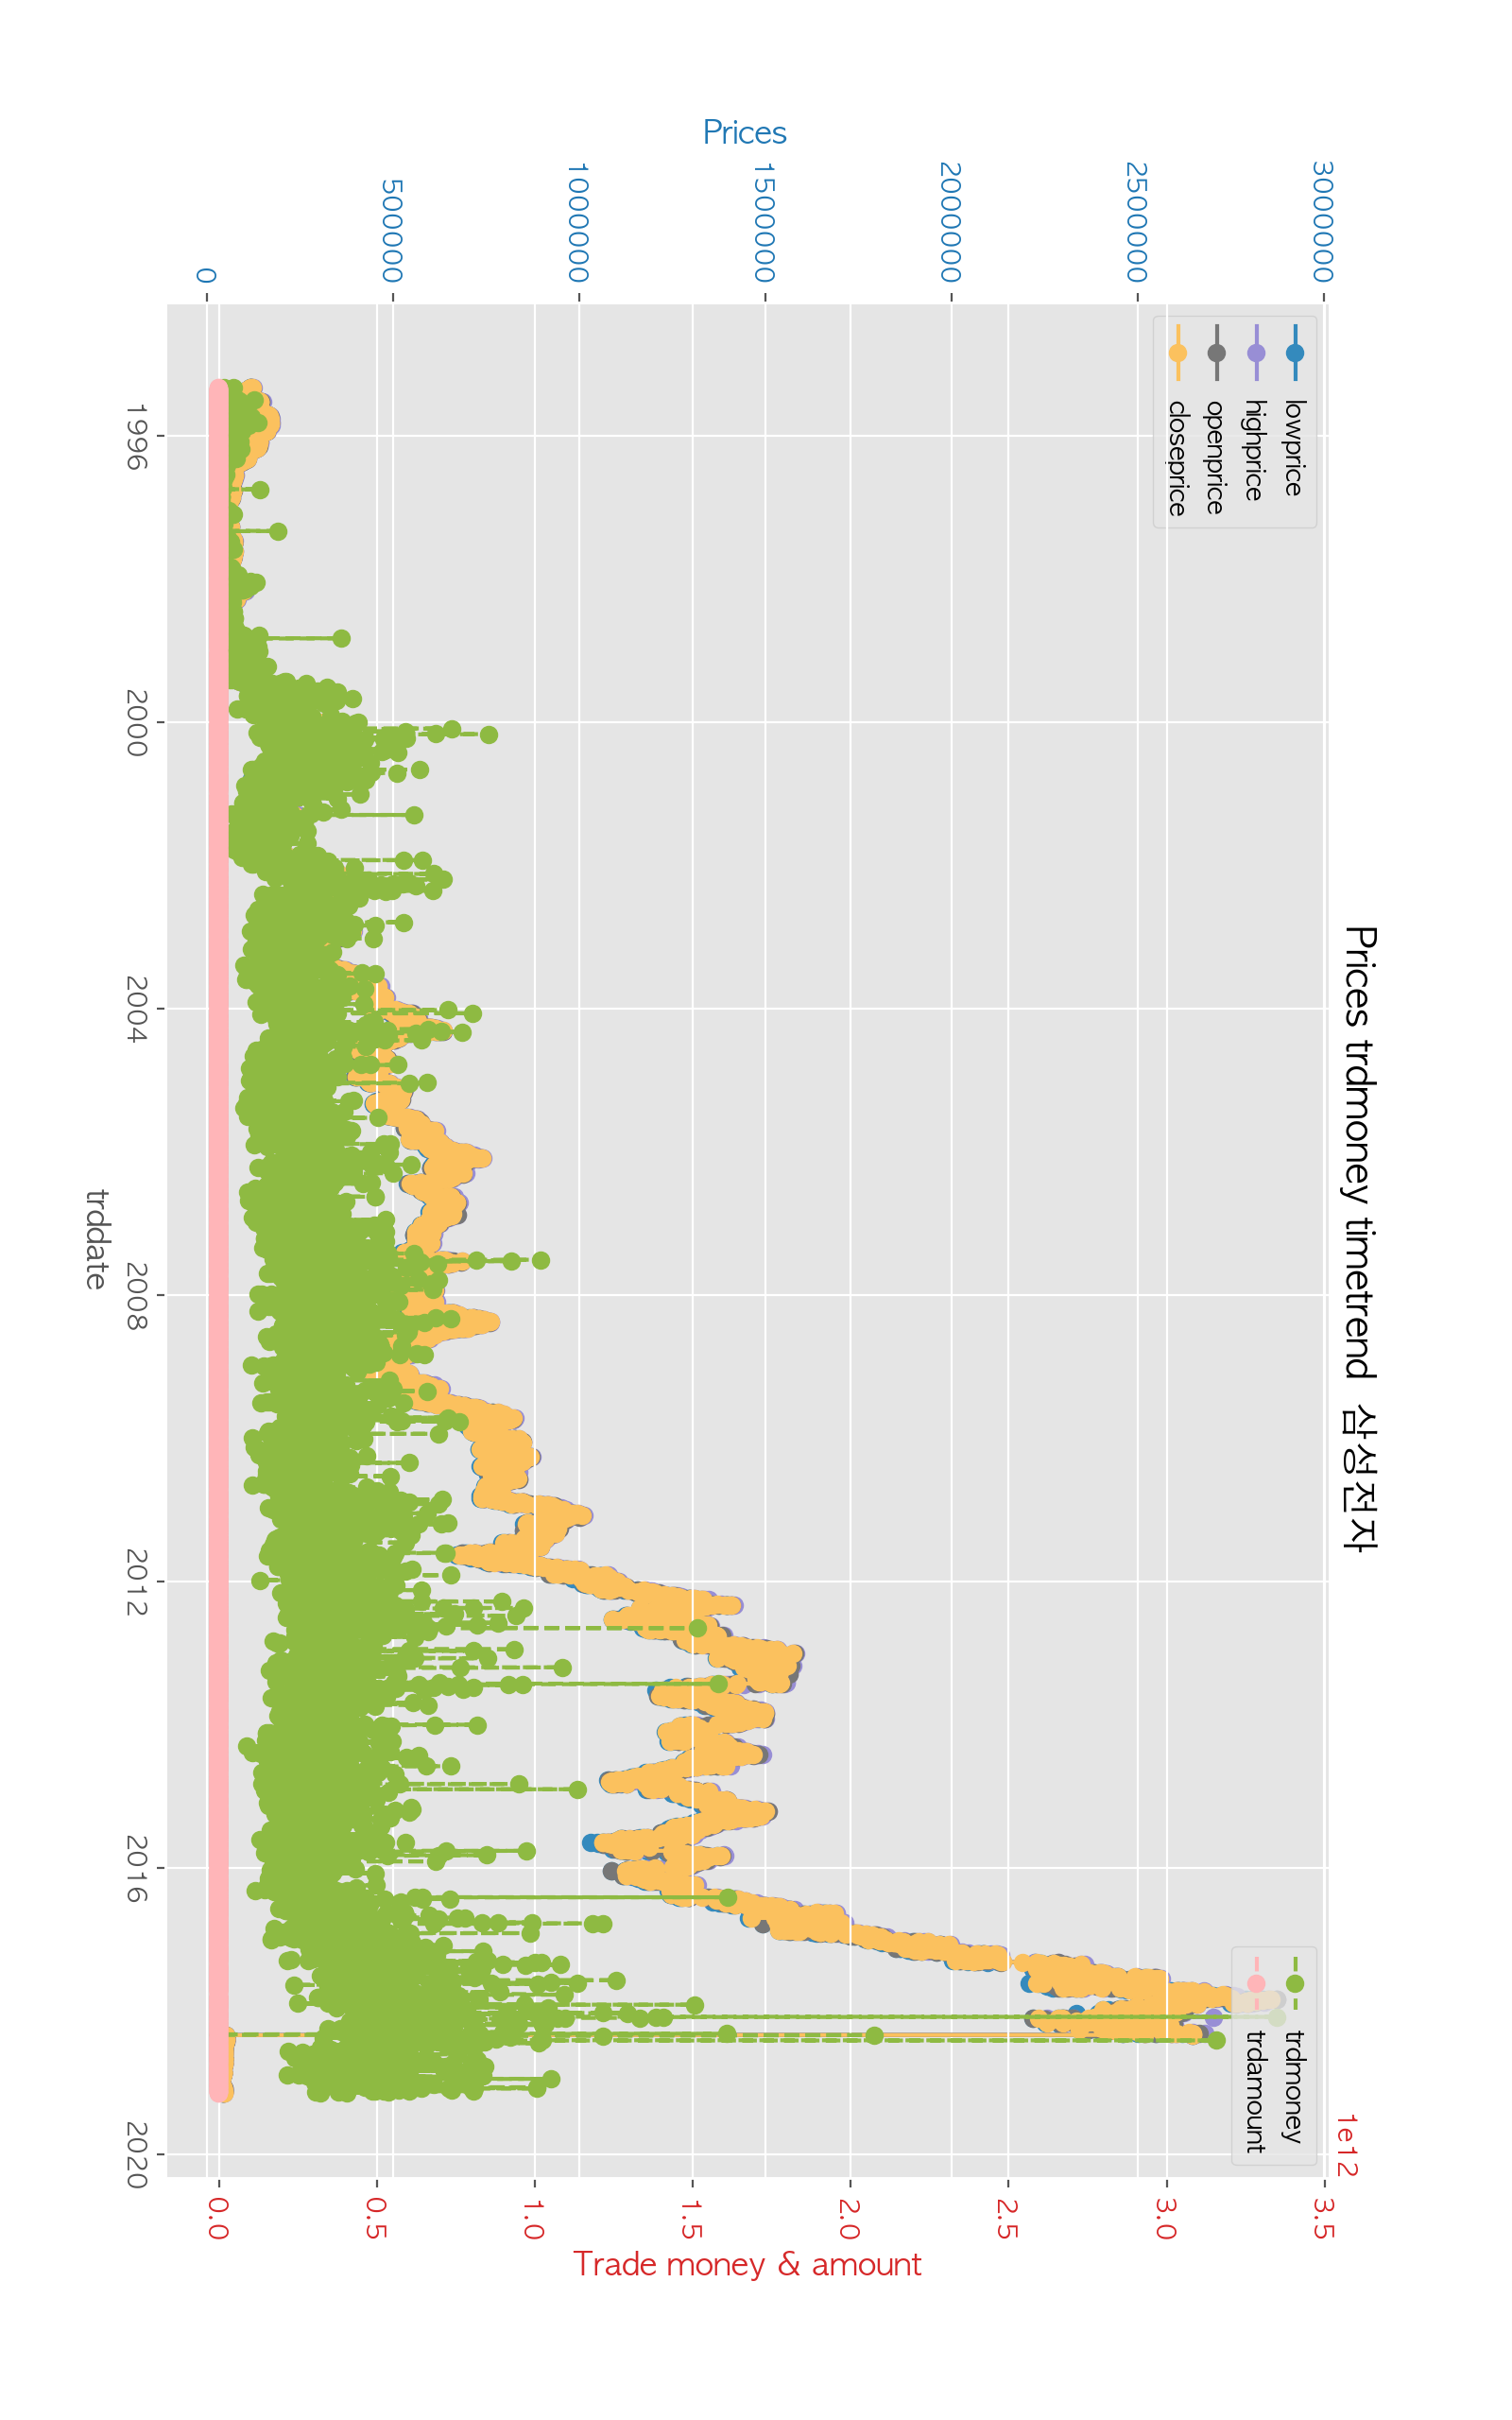 Prices trdmoney timetrend 삼성전자
1e12
Prices
3000000
2500000
2000000
1500000
1000000
500000
0
lowprice
highprice
openprice
closeprice
trdmoney
trdamount
3.5
3.0
2.5
2.0
1.5
1.0
0.5
0.0
Trade money & amount
1996
2000
2004
2008
2012
2016
2020
trddate